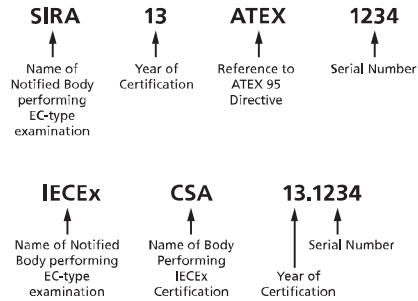 SIRA 13 ATEX 1234
Name of Notified Body performing EC-type examination
Year of Certification
Reference to ATEX 95 Directive
Serial Number
IECEx CSA 13.1234
Name of Notified Body performing EC-type examination
Name of Body Performing IECEx Certification
Year of Certification
Serial Number